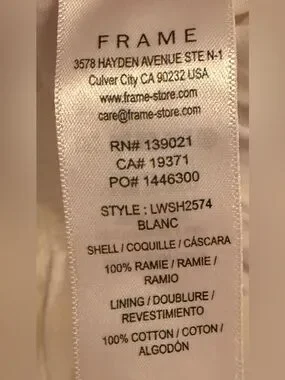 FRAME
3578 HAYDEN AVENUE STE N-1
Culver City CA 90232 USA
www.frame-store.com
care@frame-store.com
RN# 139021
CA# 19371
PO# 1446300
STYLE : LWSH2574
BLANC
SHELL / COQUILLE / CÁSCARA
100% RAMIE / RAMIE /
RAMIO
LINING / DOUBLURE /
REVESTIMIENTO
100% COTTON / COTON /
ALGODÓN